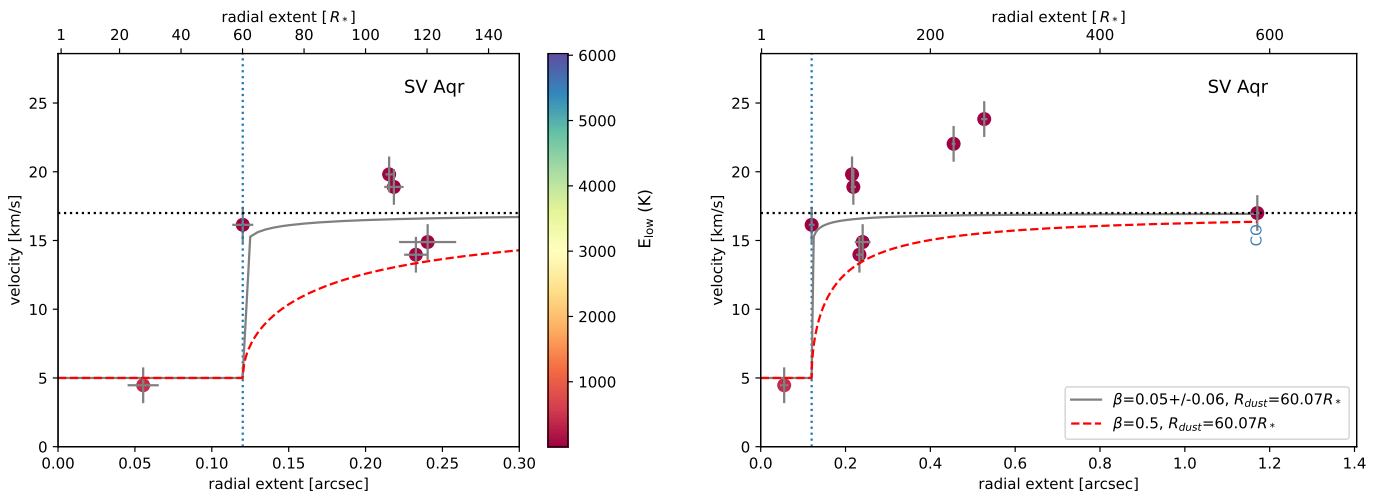 radial extent [R*]
1 20 40 60 80 100 120 140
SV Aqr
velocity [km/s]
25
20
15
10
5
0
0.00 0.05 0.10 0.15 0.20 0.25 0.30
radial extent [arcsec]
6000
5000
4000
3000
2000
1000
Elow (K)
radial extent [R*]
1 200 400 600
SV Aqr
velocity [km/s]
25
20
15
10
5
0
CO
β=0.05+/-0.06, Rdust=60.07R*
β=0.5, Rdust=60.07R*
0.0 0.2 0.4 0.6 0.8 1.0 1.2 1.4
radial extent [arcsec]